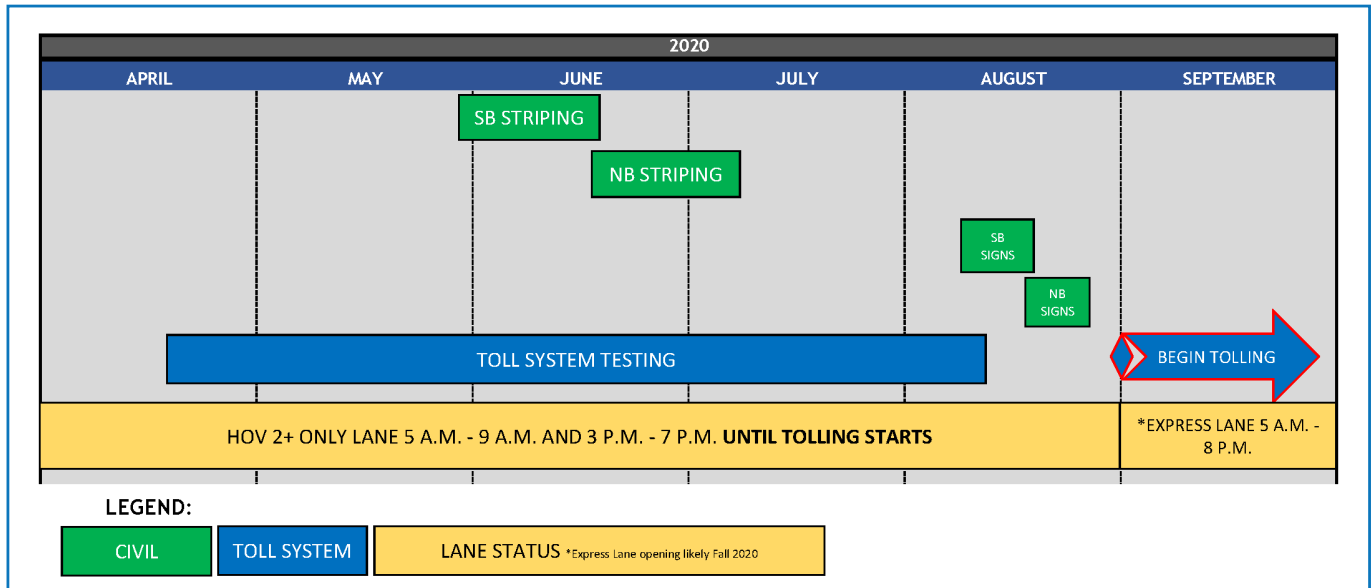 2020
APRIL MAY JUNE JULY AUGUST SEPTEMBER
SB STRIPING
NB STRIPING
SB
SIGNS
NB
SIGNS
TOLL SYSTEM TESTING
BEGIN TOLLING
HOV 2+ ONLY LANE 5 A.M. - 9 A.M. AND 3 P.M. - 7 P.M. UNTIL TOLLING STARTS
*EXPRESS LANE 5 A.M. -
8 P.M.
LEGEND:
CIVIL
TOLL SYSTEM
LANE STATUS *Express Lane opening likely Fall 2020